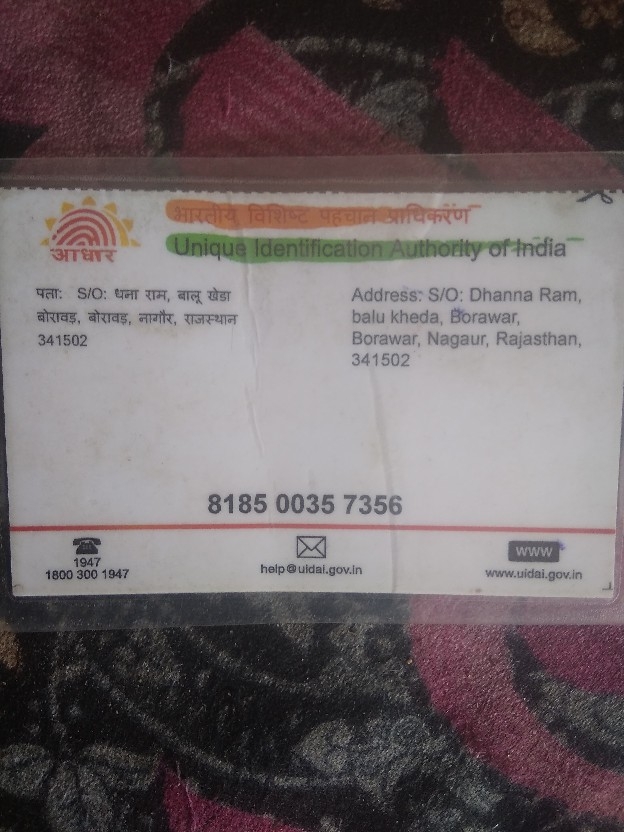 भारतीय विशिष्ट पहचान प्राधिकरण
आधार
Unique Identification Authority of India
पता: S/O: धना राम, बालू खेडा
बोरावड़, बोरावड़, नागौर, राजस्थान
341502
Address: S/O: Dhanna Ram,
balu kheda, Borawar,
Borawar, Nagaur, Rajasthan,
341502
8185 0035 7356
1947
1800 300 1947
help@uidai.gov.in
www
www.uidai.gov.in